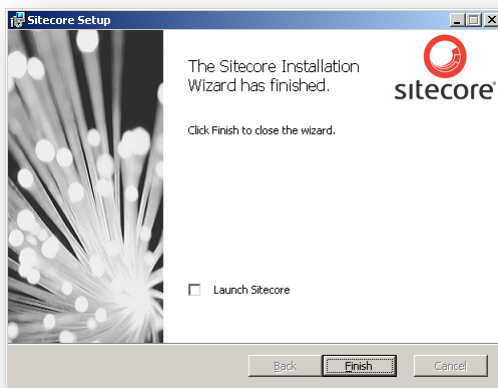 Sitecore Setup
The Sitecore Installation
Wizard has finished.
sitecore
Click Finish to close the wizard.
Launch Sitecore
Back
Finish
Cancel